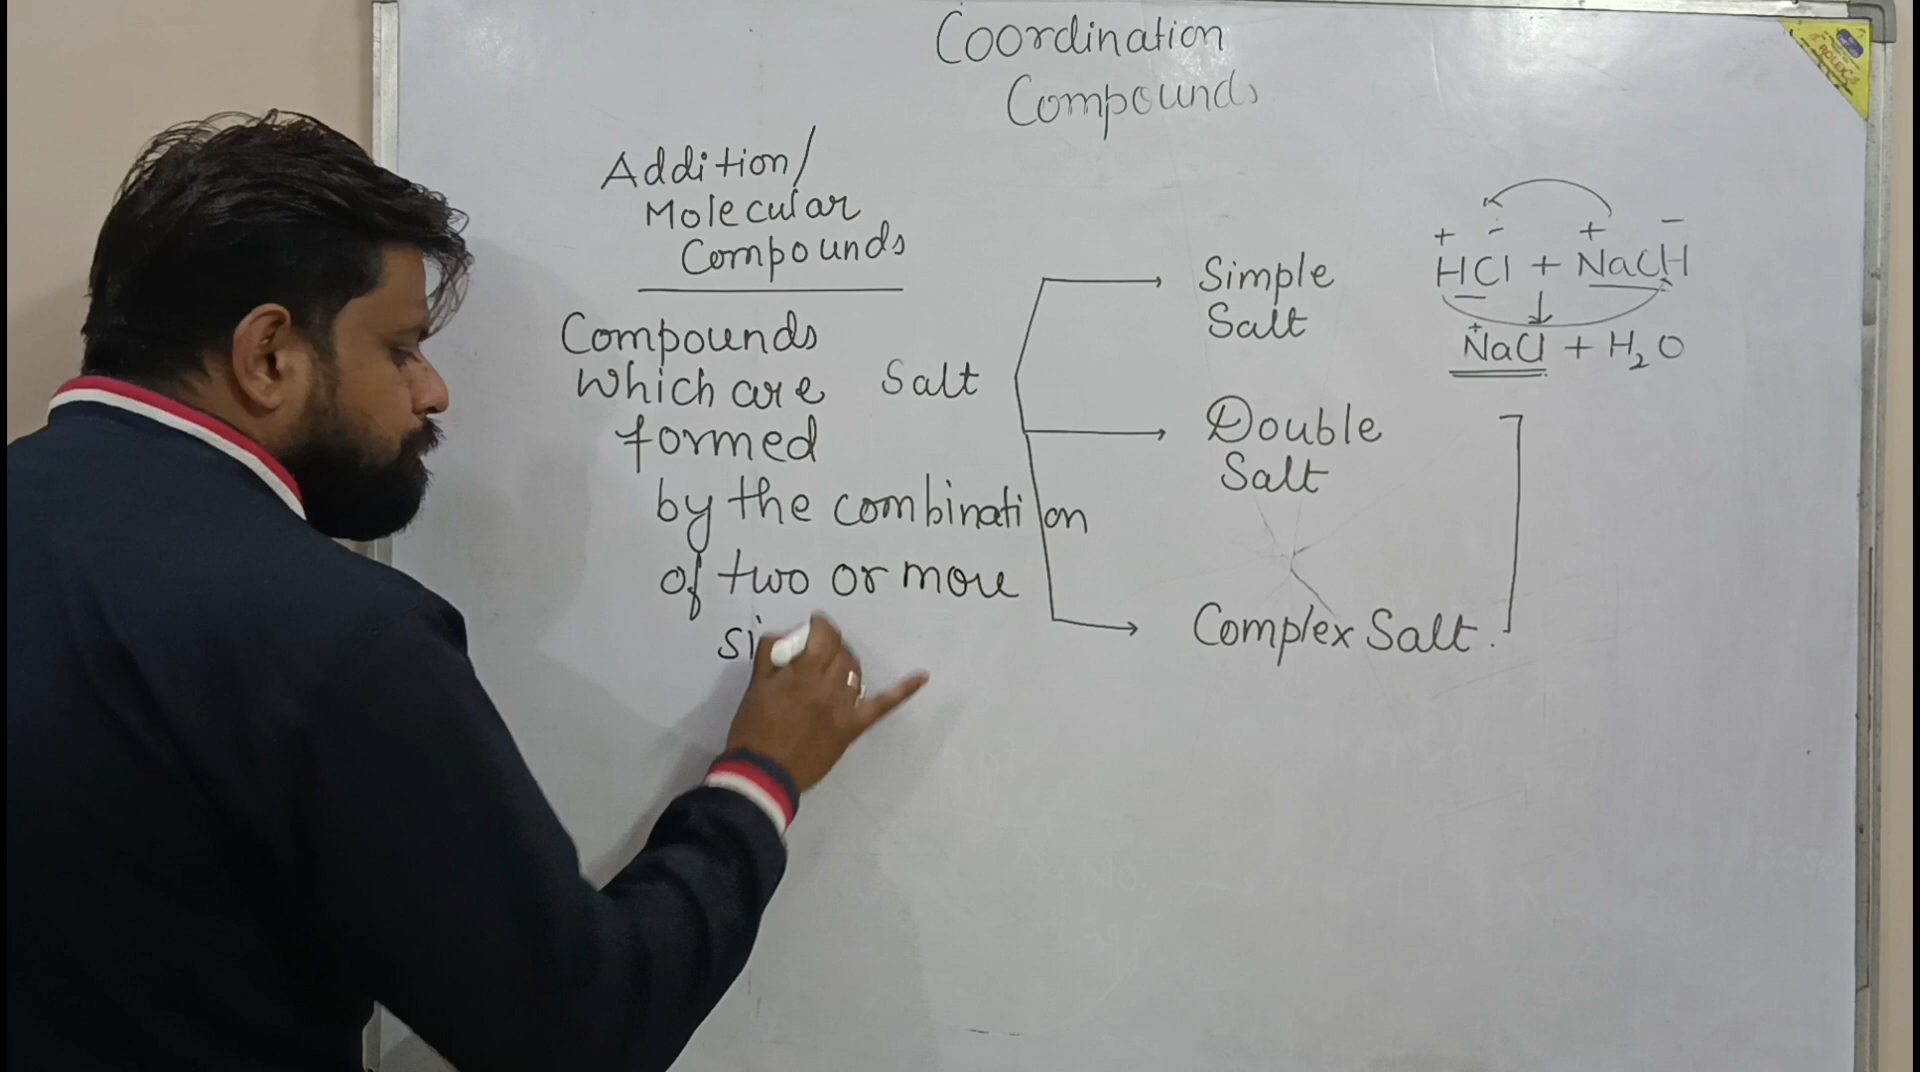 Coordination
Compounds
Addition/
Molecular
Compounds
Compounds
which are
formed
by the combination
of two or more
si
Salt
Simple
Salt
Double
Salt
Complex Salt.
+ - + -
HCl + NaOH
↓
+
NaCl + H₂O
ROLEX